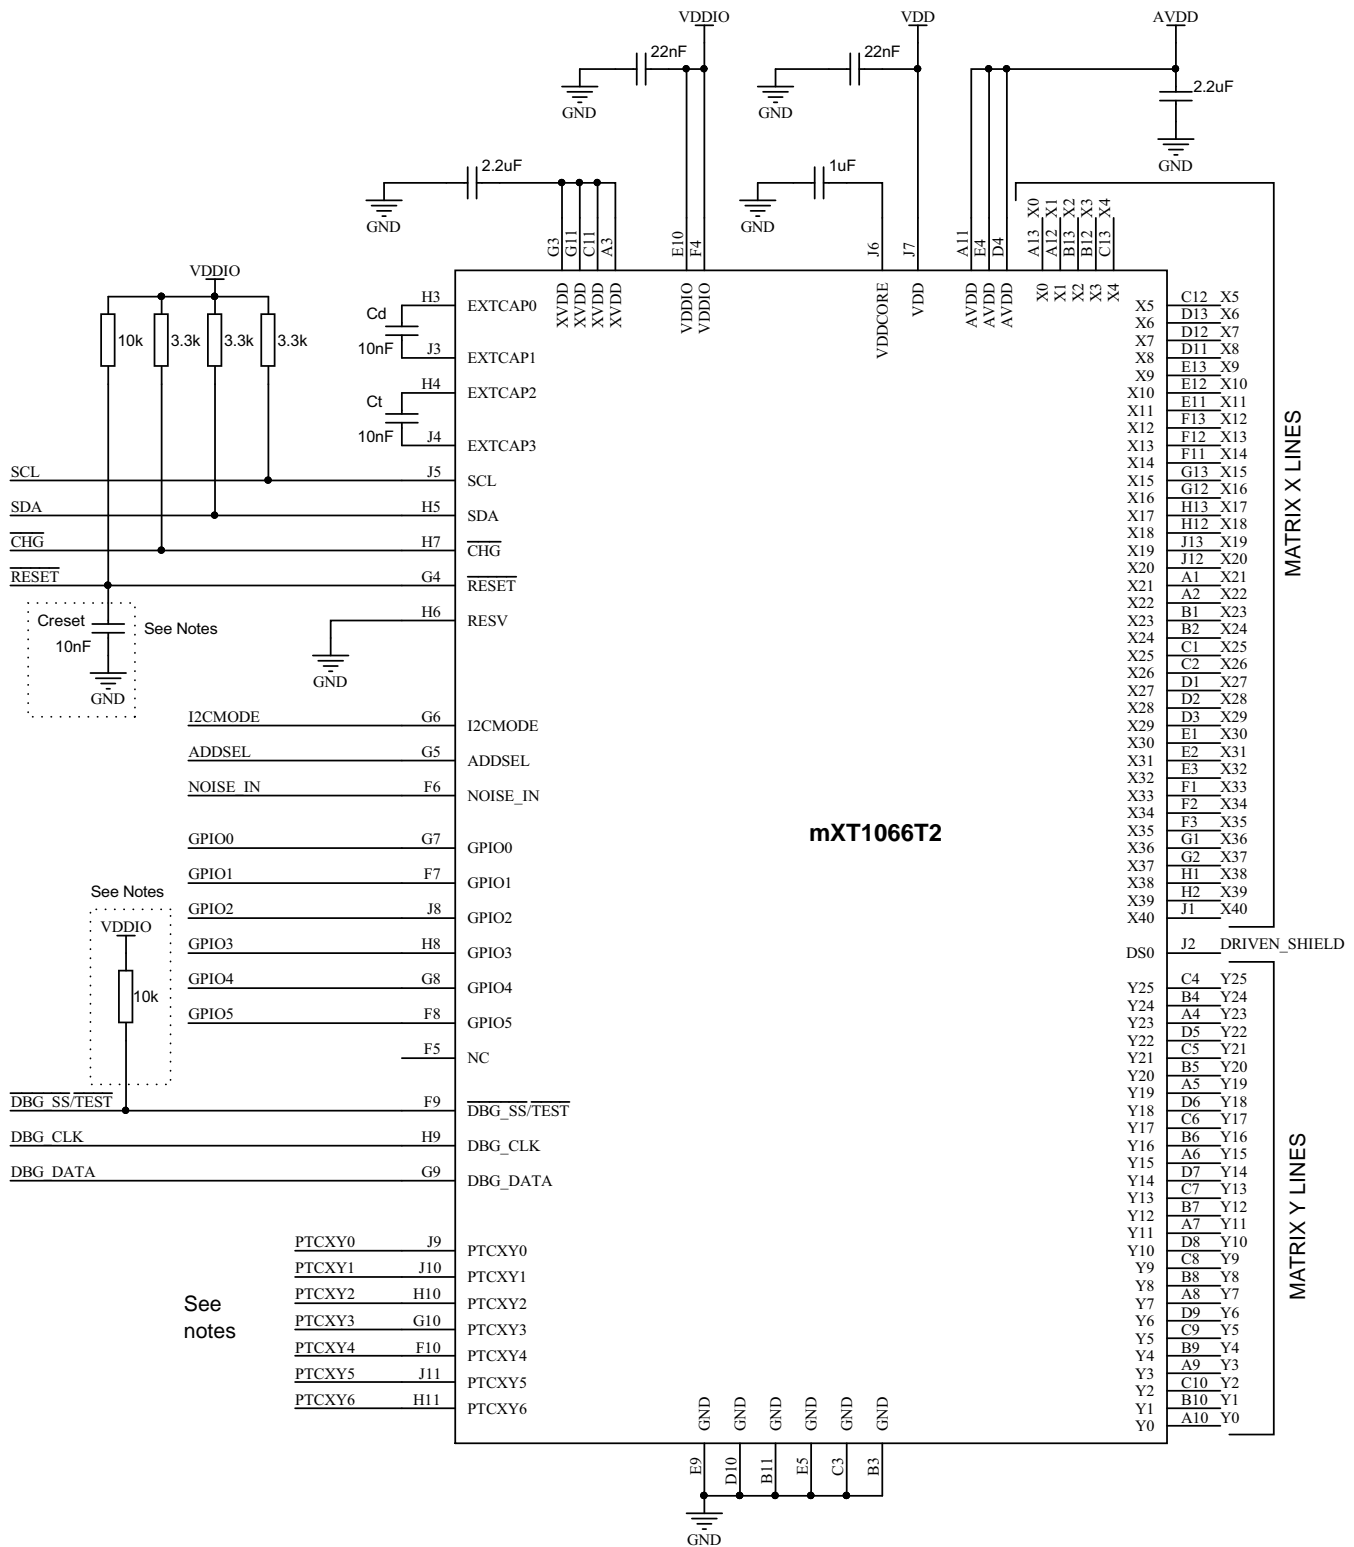 VDDIO
22nF
GND
VDD
22nF
GND
AVDD
2.2uF
GND
2.2uF
GND
1uF
GND
G3
G11
C11
A3
E10
F4
J6
J7
A11
E4
D4
A13 X0
A12 X1
B13 X2
B12 X3
C13 X4
XVDD
XVDD
XVDD
XVDD
VDDIO
VDDIO
VDDCORE
VDD
AVDD
AVDD
AVDD
X0
X1
X2
X3
X4
VDDIO
10k
3.3k
3.3k
3.3k
Cd
10nF
Ct
10nF
H3 EXTCAP0
J3 EXTCAP1
H4 EXTCAP2
J4 EXTCAP3
SCL J5 SCL
SDA H5 SDA
CHG H7 CHG
RESET G4 RESET
H6 RESV
GND
Creset
10nF
GND
See Notes
I2CMODE G6 I2CMODE
ADDSEL G5 ADDSEL
NOISE_IN F6 NOISE_IN
GPIO0 G7 GPIO0
GPIO1 F7 GPIO1
GPIO2 J8 GPIO2
GPIO3 H8 GPIO3
GPIO4 G8 GPIO4
GPIO5 F8 GPIO5
F5 NC
See Notes
VDDIO
10k
DBG_SS/TEST F9 DBG_SS/TEST
DBG_CLK H9 DBG_CLK
DBG_DATA G9 DBG_DATA
See
notes
PTCXY0 J9 PTCXY0
PTCXY1 J10 PTCXY1
PTCXY2 H10 PTCXY2
PTCXY3 G10 PTCXY3
PTCXY4 F10 PTCXY4
PTCXY5 J11 PTCXY5
PTCXY6 H11 PTCXY6
mXT1066T2
X5 C12 X5
X6 D13 X6
X7 D12 X7
X8 D11 X8
X9 E13 X9
X10 E12 X10
X11 E11 X11
X12 F13 X12
X13 F12 X13
X14 F11 X14
X15 G13 X15
X16 G12 X16
X17 H13 X17
X18 H12 X18
X19 J13 X19
X20 J12 X20
X21 A1 X21
X22 A2 X22
X23 B1 X23
X24 B2 X24
X25 C1 X25
X26 C2 X26
X27 D1 X27
X28 D2 X28
X29 D3 X29
X30 E1 X30
X31 E2 X31
X32 E3 X32
X33 F1 X33
X34 F2 X34
X35 F3 X35
X36 G1 X36
X37 G2 X37
X38 H1 X38
X39 H2 X39
X40 J1 X40
MATRIX X LINES
DS0 J2 DRIVEN_SHIELD
Y25 C4 Y25
Y24 B4 Y24
Y23 A4 Y23
Y22 D5 Y22
Y21 C5 Y21
Y20 B5 Y20
Y19 A5 Y19
Y18 D6 Y18
Y17 C6 Y17
Y16 B6 Y16
Y15 A6 Y15
Y14 D7 Y14
Y13 C7 Y13
Y12 B7 Y12
Y11 A7 Y11
Y10 D8 Y10
Y9 C8 Y9
Y8 B8 Y8
Y7 A8 Y7
Y6 D9 Y6
Y5 C9 Y5
Y4 B9 Y4
Y3 A9 Y3
Y2 C10 Y2
Y1 B10 Y1
Y0 A10 Y0
MATRIX Y LINES
GND
GND
GND
GND
GND
GND
E9
D10
B11
E5
C3
B3
GND